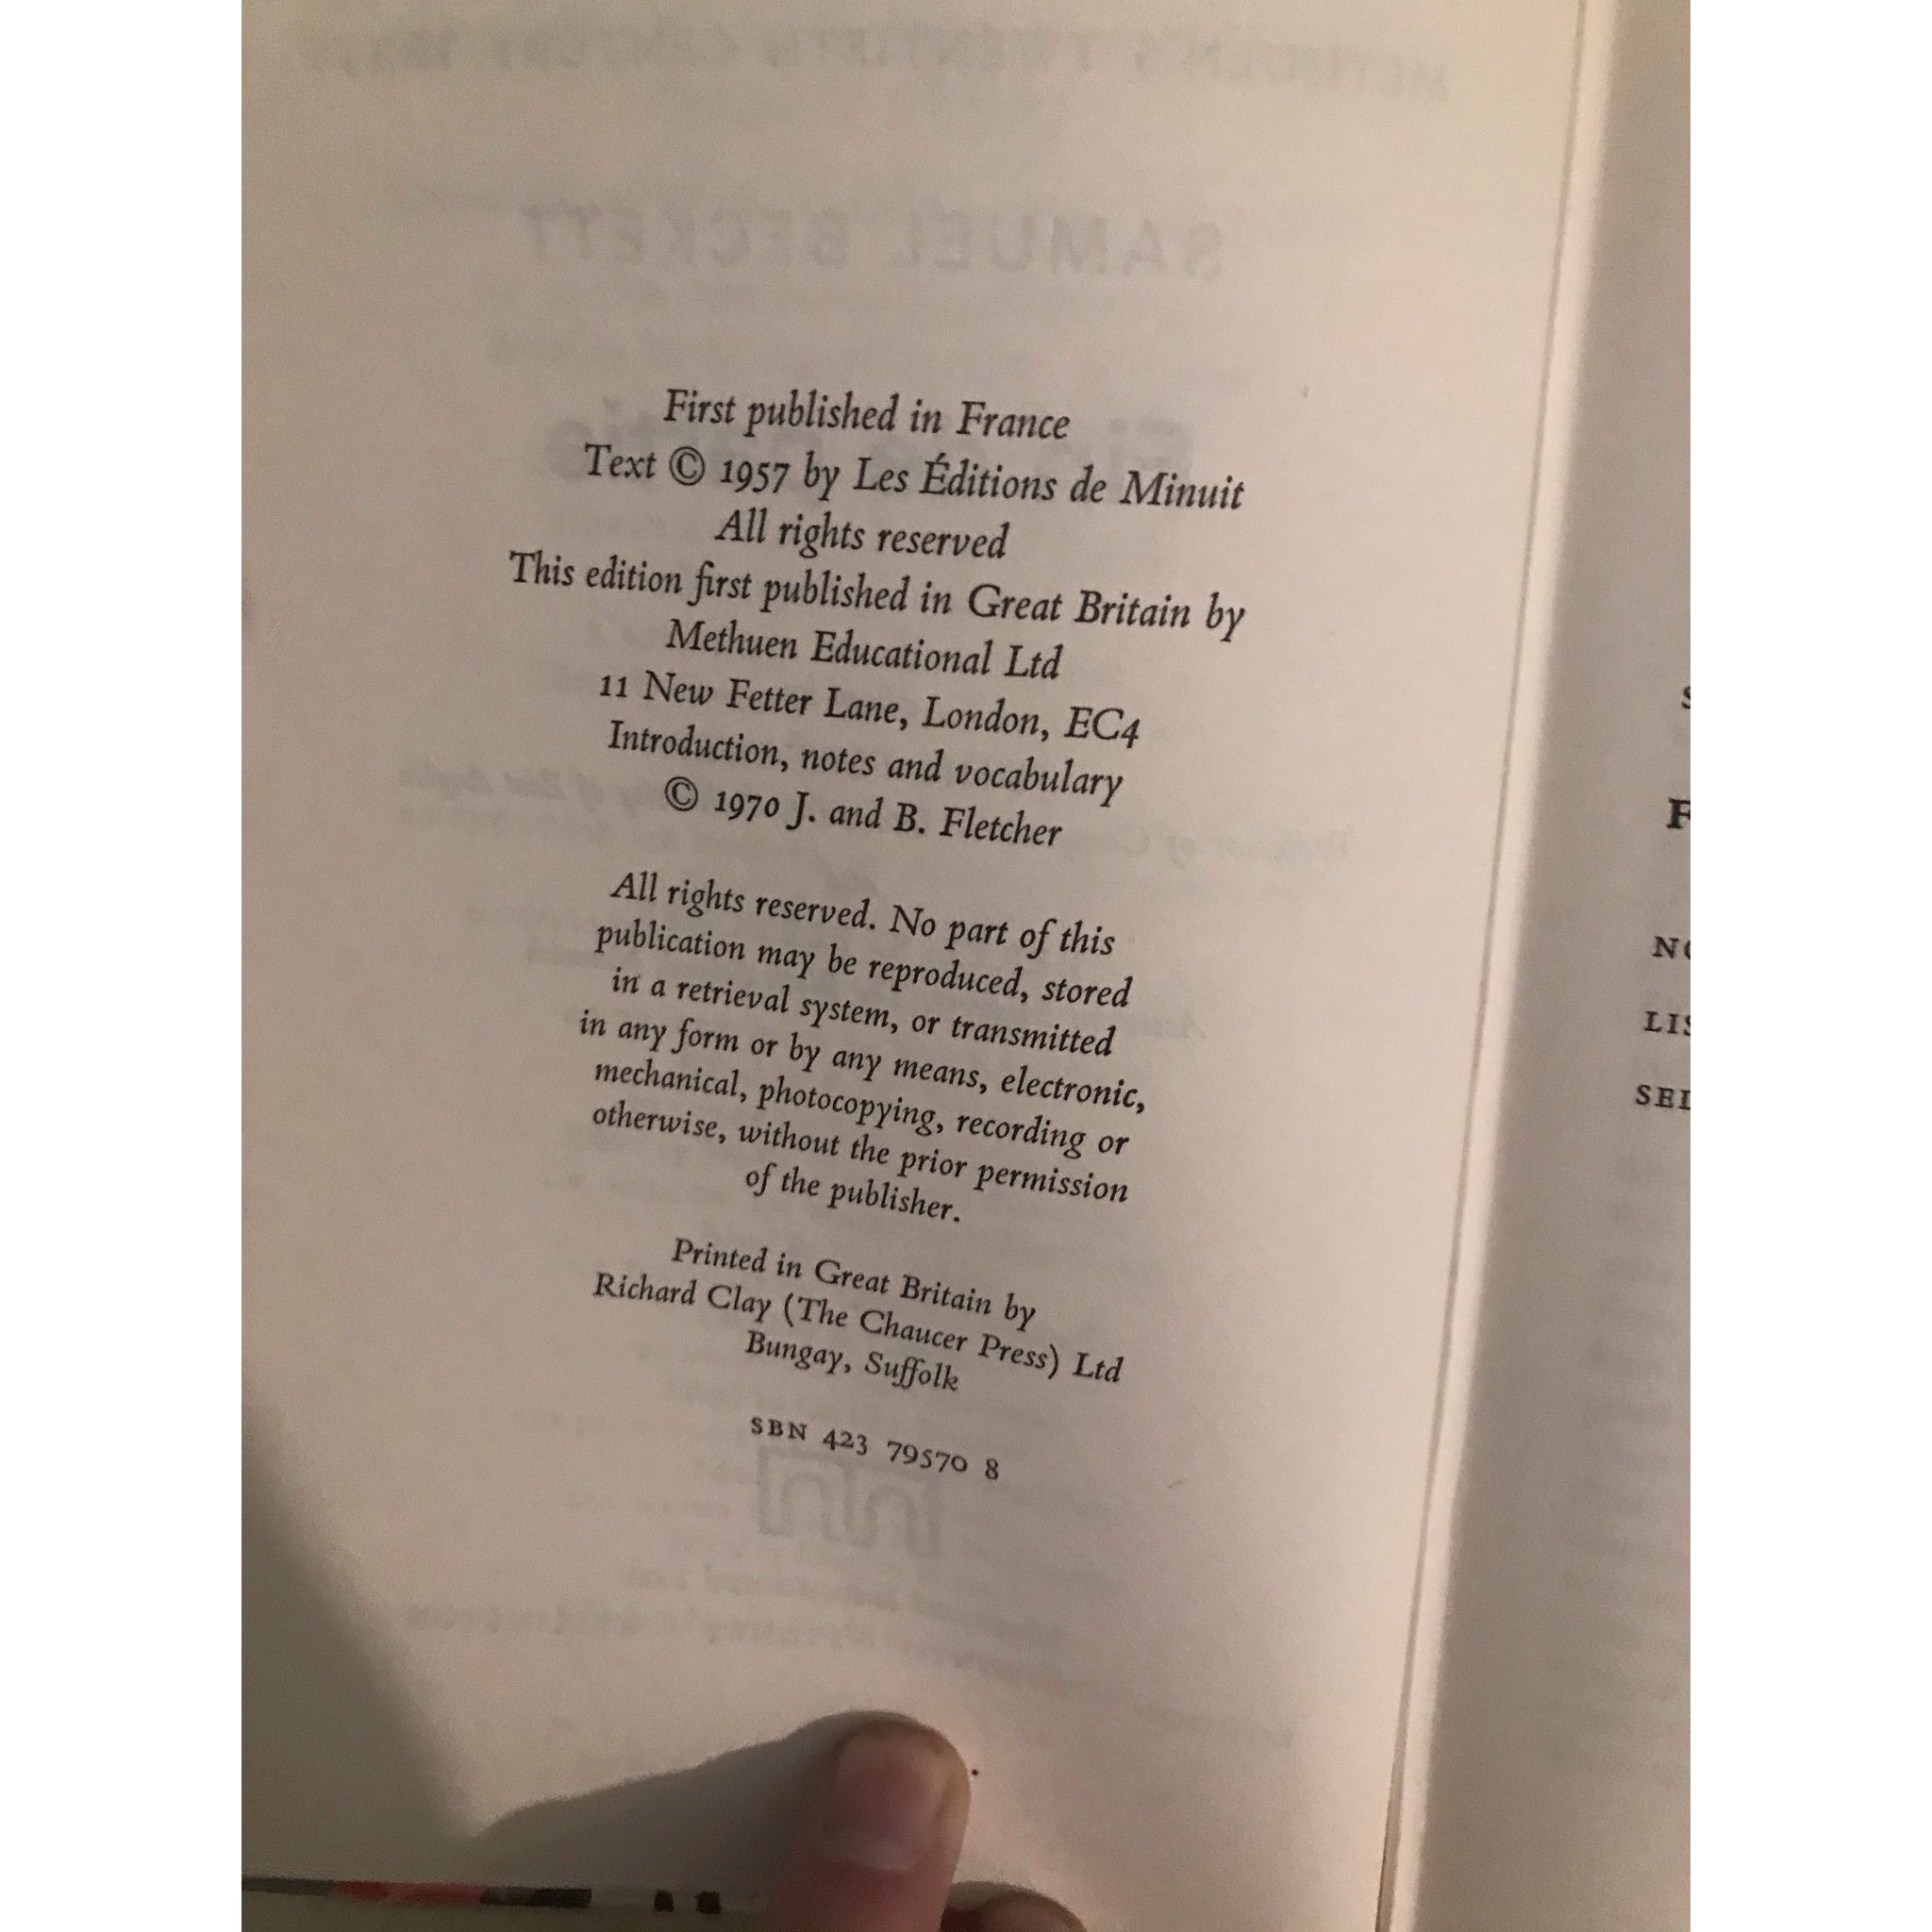 SAMUEL BECKETT
First published in France
Text © 1957 by Les Éditions de Minuit
All rights reserved
This edition first published in Great Britain by
Methuen Educational Ltd
11 New Fetter Lane, London, EC4
Introduction, notes and vocabulary
© 1970 J. and B. Fletcher
All rights reserved. No part of this
publication may be reproduced, stored
in a retrieval system, or transmitted
in any form or by any means, electronic,
mechanical, photocopying, recording or
otherwise, without the prior permission
of the publisher.
Printed in Great Britain by
Richard Clay (The Chaucer Press) Ltd
Bungay, Suffolk
SBN 423 79570 8